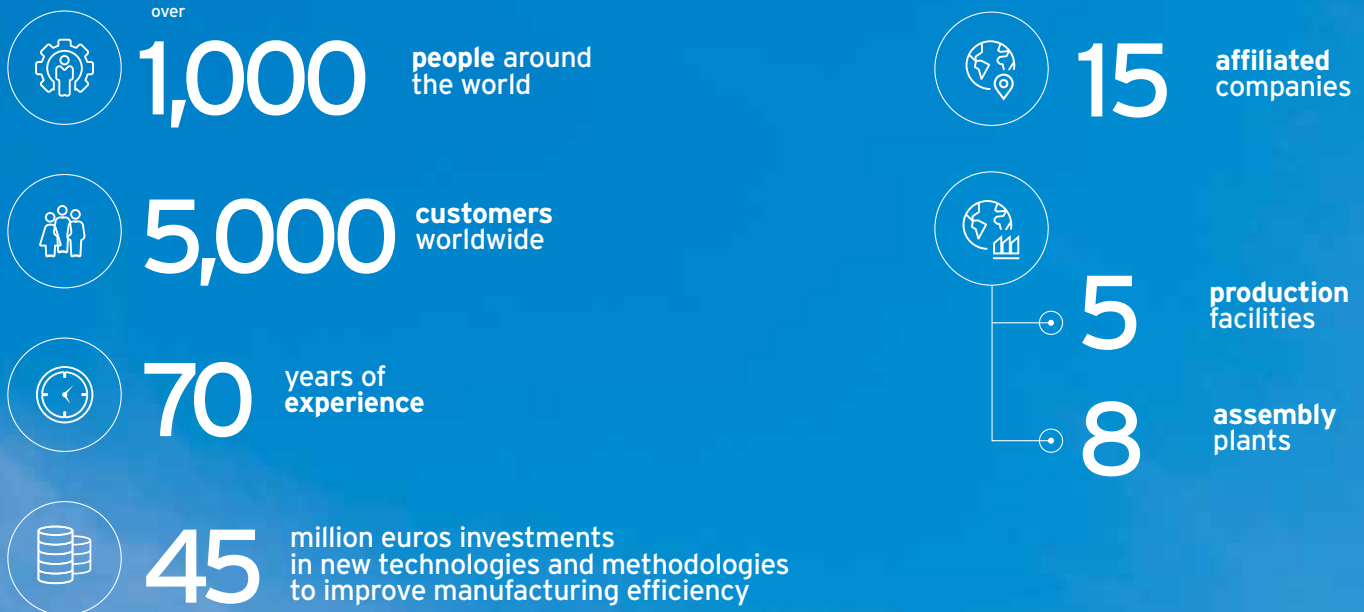 over
1,000
people around
the world
5,000
customers
worldwide
70
years of
experience
45
million euros investments
in new technologies and methodologies
to improve manufacturing efficiency
15
affiliated
companies
5
production
facilities
8
assembly
plants